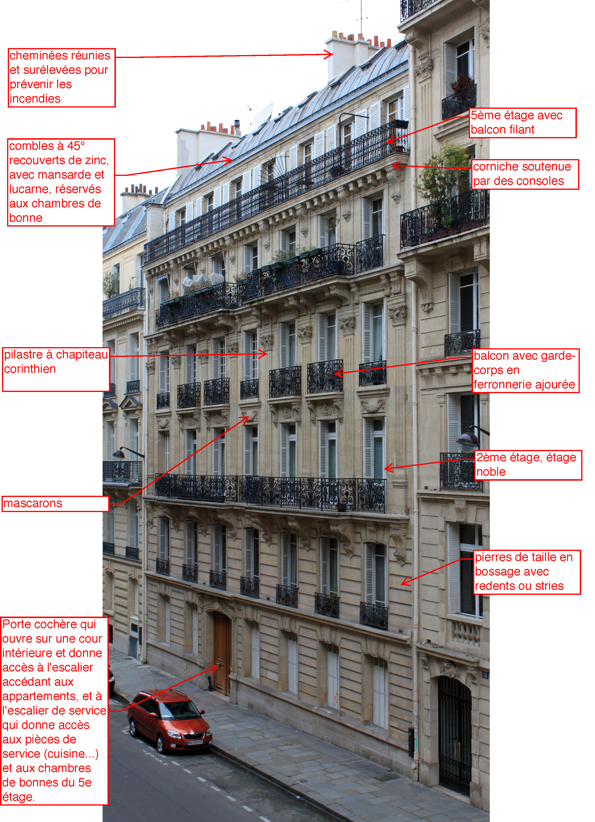 cheminées réunies
et surélevées pour
prévenir les
incendies
5ème étage avec
balcon filant
combles à 45°
recouverts de zinc,
avec mansarde et
lucarne, réservés
aux chambres de
bonne
corniche soutenue
par des consoles
pilastre à chapiteau
corinthien
balcon avec garde-
corps en
ferronnerie ajourée
2ème étage, étage
noble
mascarons
pierres de taille en
bossage avec
redents ou stries
Porte cochère qui
ouvre sur une cour
intérieure et donne
accès à l'escalier
accédant aux
appartements, et à
l'escalier de service
qui donne accès
aux pièces de
service (cuisine...)
et aux chambres
de bonnes du 5e
étage.